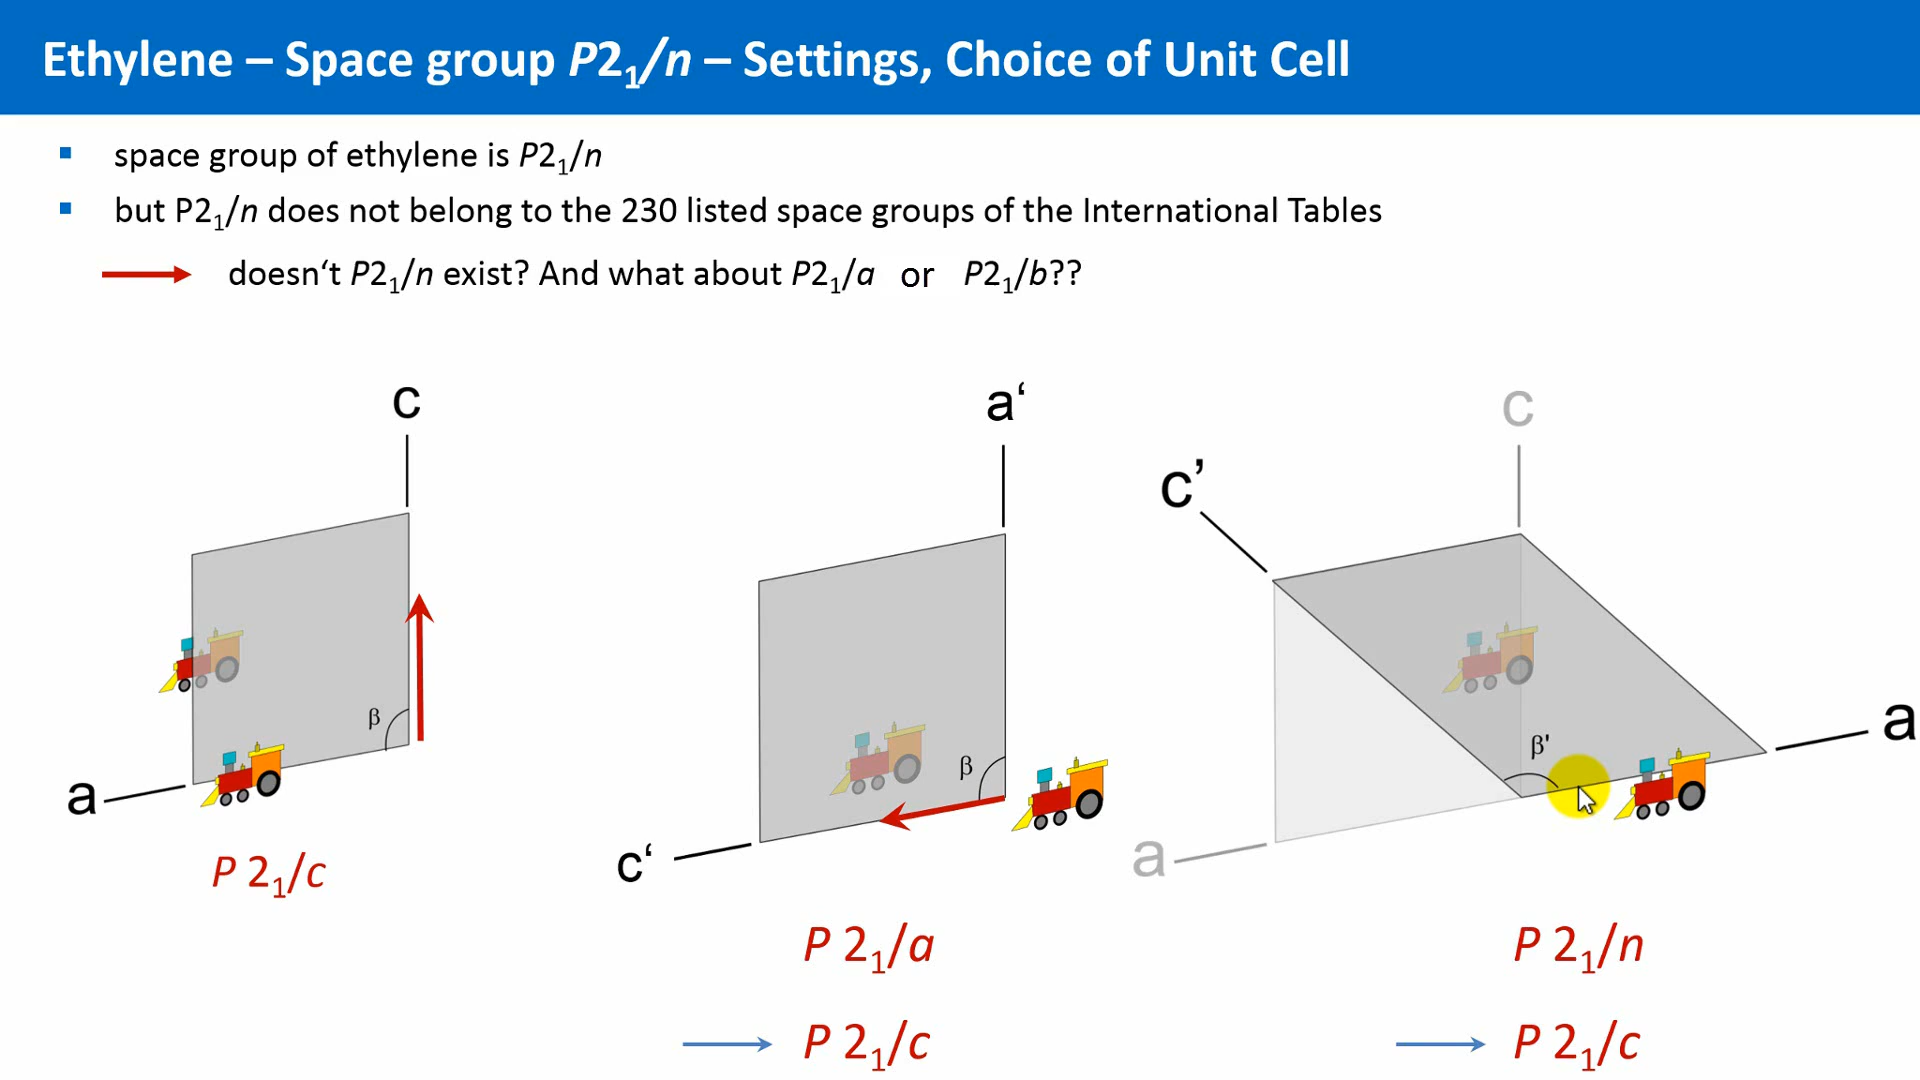 Ethylene – Space group P2₁/n – Settings, Choice of Unit Cell
space group of ethylene is P2₁/n
but P2₁/n does not belong to the 230 listed space groups of the International Tables
doesn‘t P2₁/n exist? And what about P2₁/a or P2₁/b??
c
β
a
P 2₁/c
a‘
β
c‘
P 2₁/a
P 2₁/c
c
c’
β'
a
a
P 2₁/n
P 2₁/c